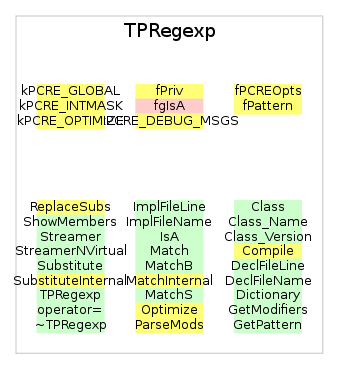 TPRegexp
kPCRE_GLOBAL fPriv fPCREOpts
kPCRE_INTMASK fgIsA fPattern
kPCRE_OPTIMIZE kPCRE_DEBUG_MSGS
ReplaceSubs ImplFileLine Class
ShowMembers ImplFileName Class_Name
Streamer IsA Class_Version
StreamerNVirtual Match Compile
Substitute MatchB DeclFileLine
SubstituteInternal MatchInternal DeclFileName
TPRegexp MatchS Dictionary
operator= Optimize GetModifiers
~TPRegexp ParseMods GetPattern